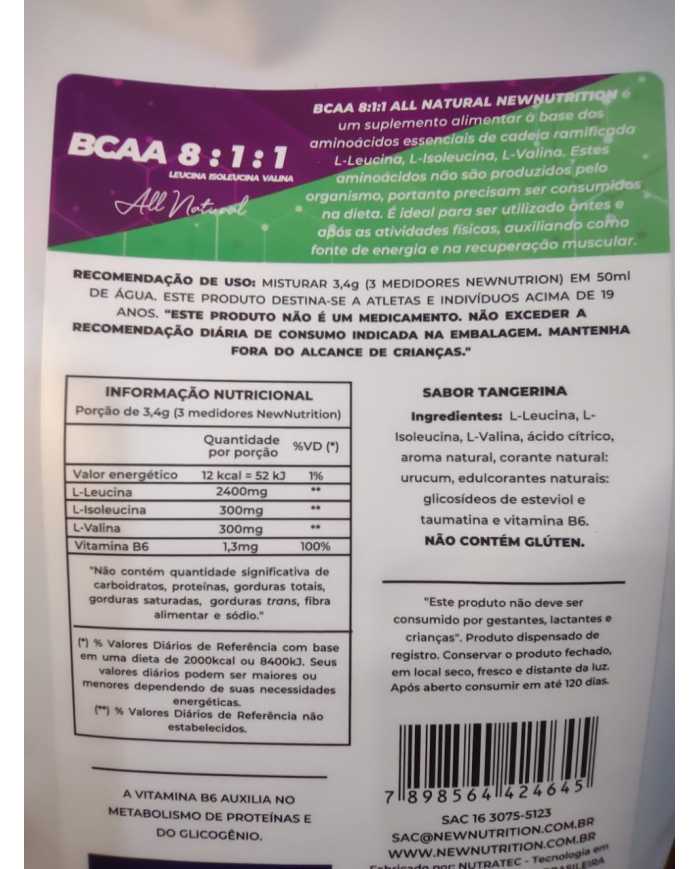 BCAA 8:1:1
LEUCINA ISOLEUCINA VALINA
All Natural
BCAA 8:1:1 ALL NATURAL NEWNUTRITION é
um suplemento alimentar à base dos
aminoácidos essenciais de cadeia ramificada
L-Leucina, L-Isoleucina, L-Valina. Estes
aminoácidos não são produzidos pelo
organismo, portanto precisam ser consumidos
na dieta. É ideal para ser utilizado antes e
após as atividades físicas, auxiliando como
fonte de energia e na recuperação muscular.
RECOMENDAÇÃO DE USO: MISTURAR 3,4g (3 MEDIDORES NEWNUTRION) EM 50ml
DE ÁGUA. ESTE PRODUTO DESTINA-SE A ATLETAS E INDIVÍDUOS ACIMA DE 19
ANOS. "ESTE PRODUTO NÃO É UM MEDICAMENTO. NÃO EXCEDER A
RECOMENDAÇÃO DIÁRIA DE CONSUMO INDICADA NA EMBALAGEM. MANTENHA
FORA DO ALCANCE DE CRIANÇAS."
INFORMAÇÃO NUTRICIONAL
Porção de 3,4g (3 medidores NewNutrition)
Quantidade
por porção %VD (*)
Valor energético 12 kcal = 52 kJ 1%
L-Leucina 2400mg **
L-Isoleucina 300mg **
L-Valina 300mg **
Vitamina B6 1,3mg 100%
"Não contém quantidade significativa de
carboidratos, proteínas, gorduras totais,
gorduras saturadas, gorduras trans, fibra
alimentar e sódio."
(*) % Valores Diários de Referência com base
em uma dieta de 2000kcal ou 8400kJ. Seus
valores diários podem ser maiores ou
menores dependendo de suas necessidades
energéticas.
(**) % Valores Diários de Referência não
estabelecidos.
A VITAMINA B6 AUXILIA NO
METABOLISMO DE PROTEÍNAS E
DO GLICOGÊNIO.
SABOR TANGERINA
Ingredientes: L-Leucina, L-
Isoleucina, L-Valina, ácido cítrico,
aroma natural, corante natural:
urucum, edulcorantes naturais:
glicosídeos de esteviol e
taumatina e vitamina B6.
NÃO CONTÉM GLÚTEN.
"Este produto não deve ser
consumido por gestantes, lactantes e
crianças". Produto dispensado de
registro. Conservar o produto fechado,
em local seco, fresco e distante da luz.
Após aberto consumir em até 120 dias.
7 898564 424645
SAC 16 3075-5123
SAC@NEWNUTRITION.COM.BR
WWW.NEWNUTRITION.COM.BR
Fabricado por: NUTRATEC - Tecnologia em